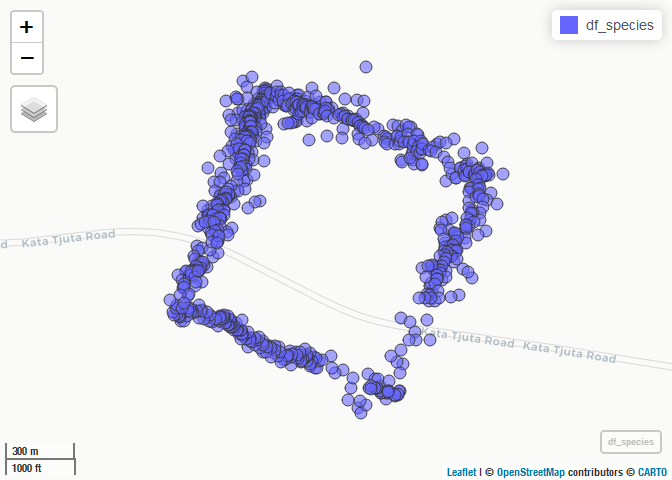 +
−
df_species
d
Kata Tjuta Road
Kata Tjuta Road
Kata Tjuta Road
300 m
1000 ft
df_species
Leaflet | © OpenStreetMap contributors © CARTO